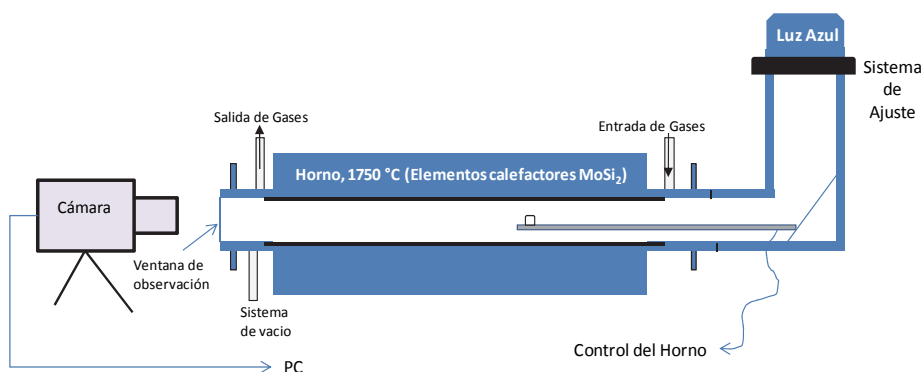 Luz Azul
Sistema
de
Ajuste
Salida de Gases
Entrada de Gases
Horno, 1750 °C (Elementos calefactores MoSi₂)
Cámara
Ventana de
observación
Sistema
de vacio
Control del Horno
PC